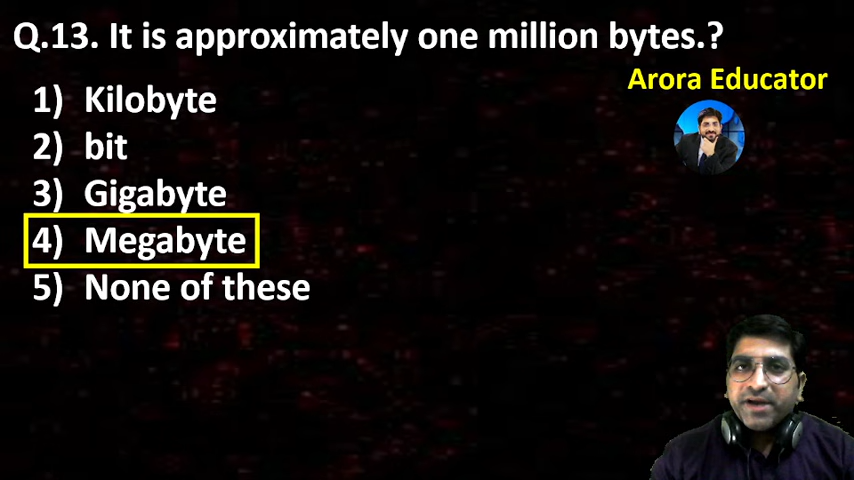 Q.13. It is approximately one million bytes.?
Arora Educator
1) Kilobyte
2) bit
3) Gigabyte
4) Megabyte
5) None of these